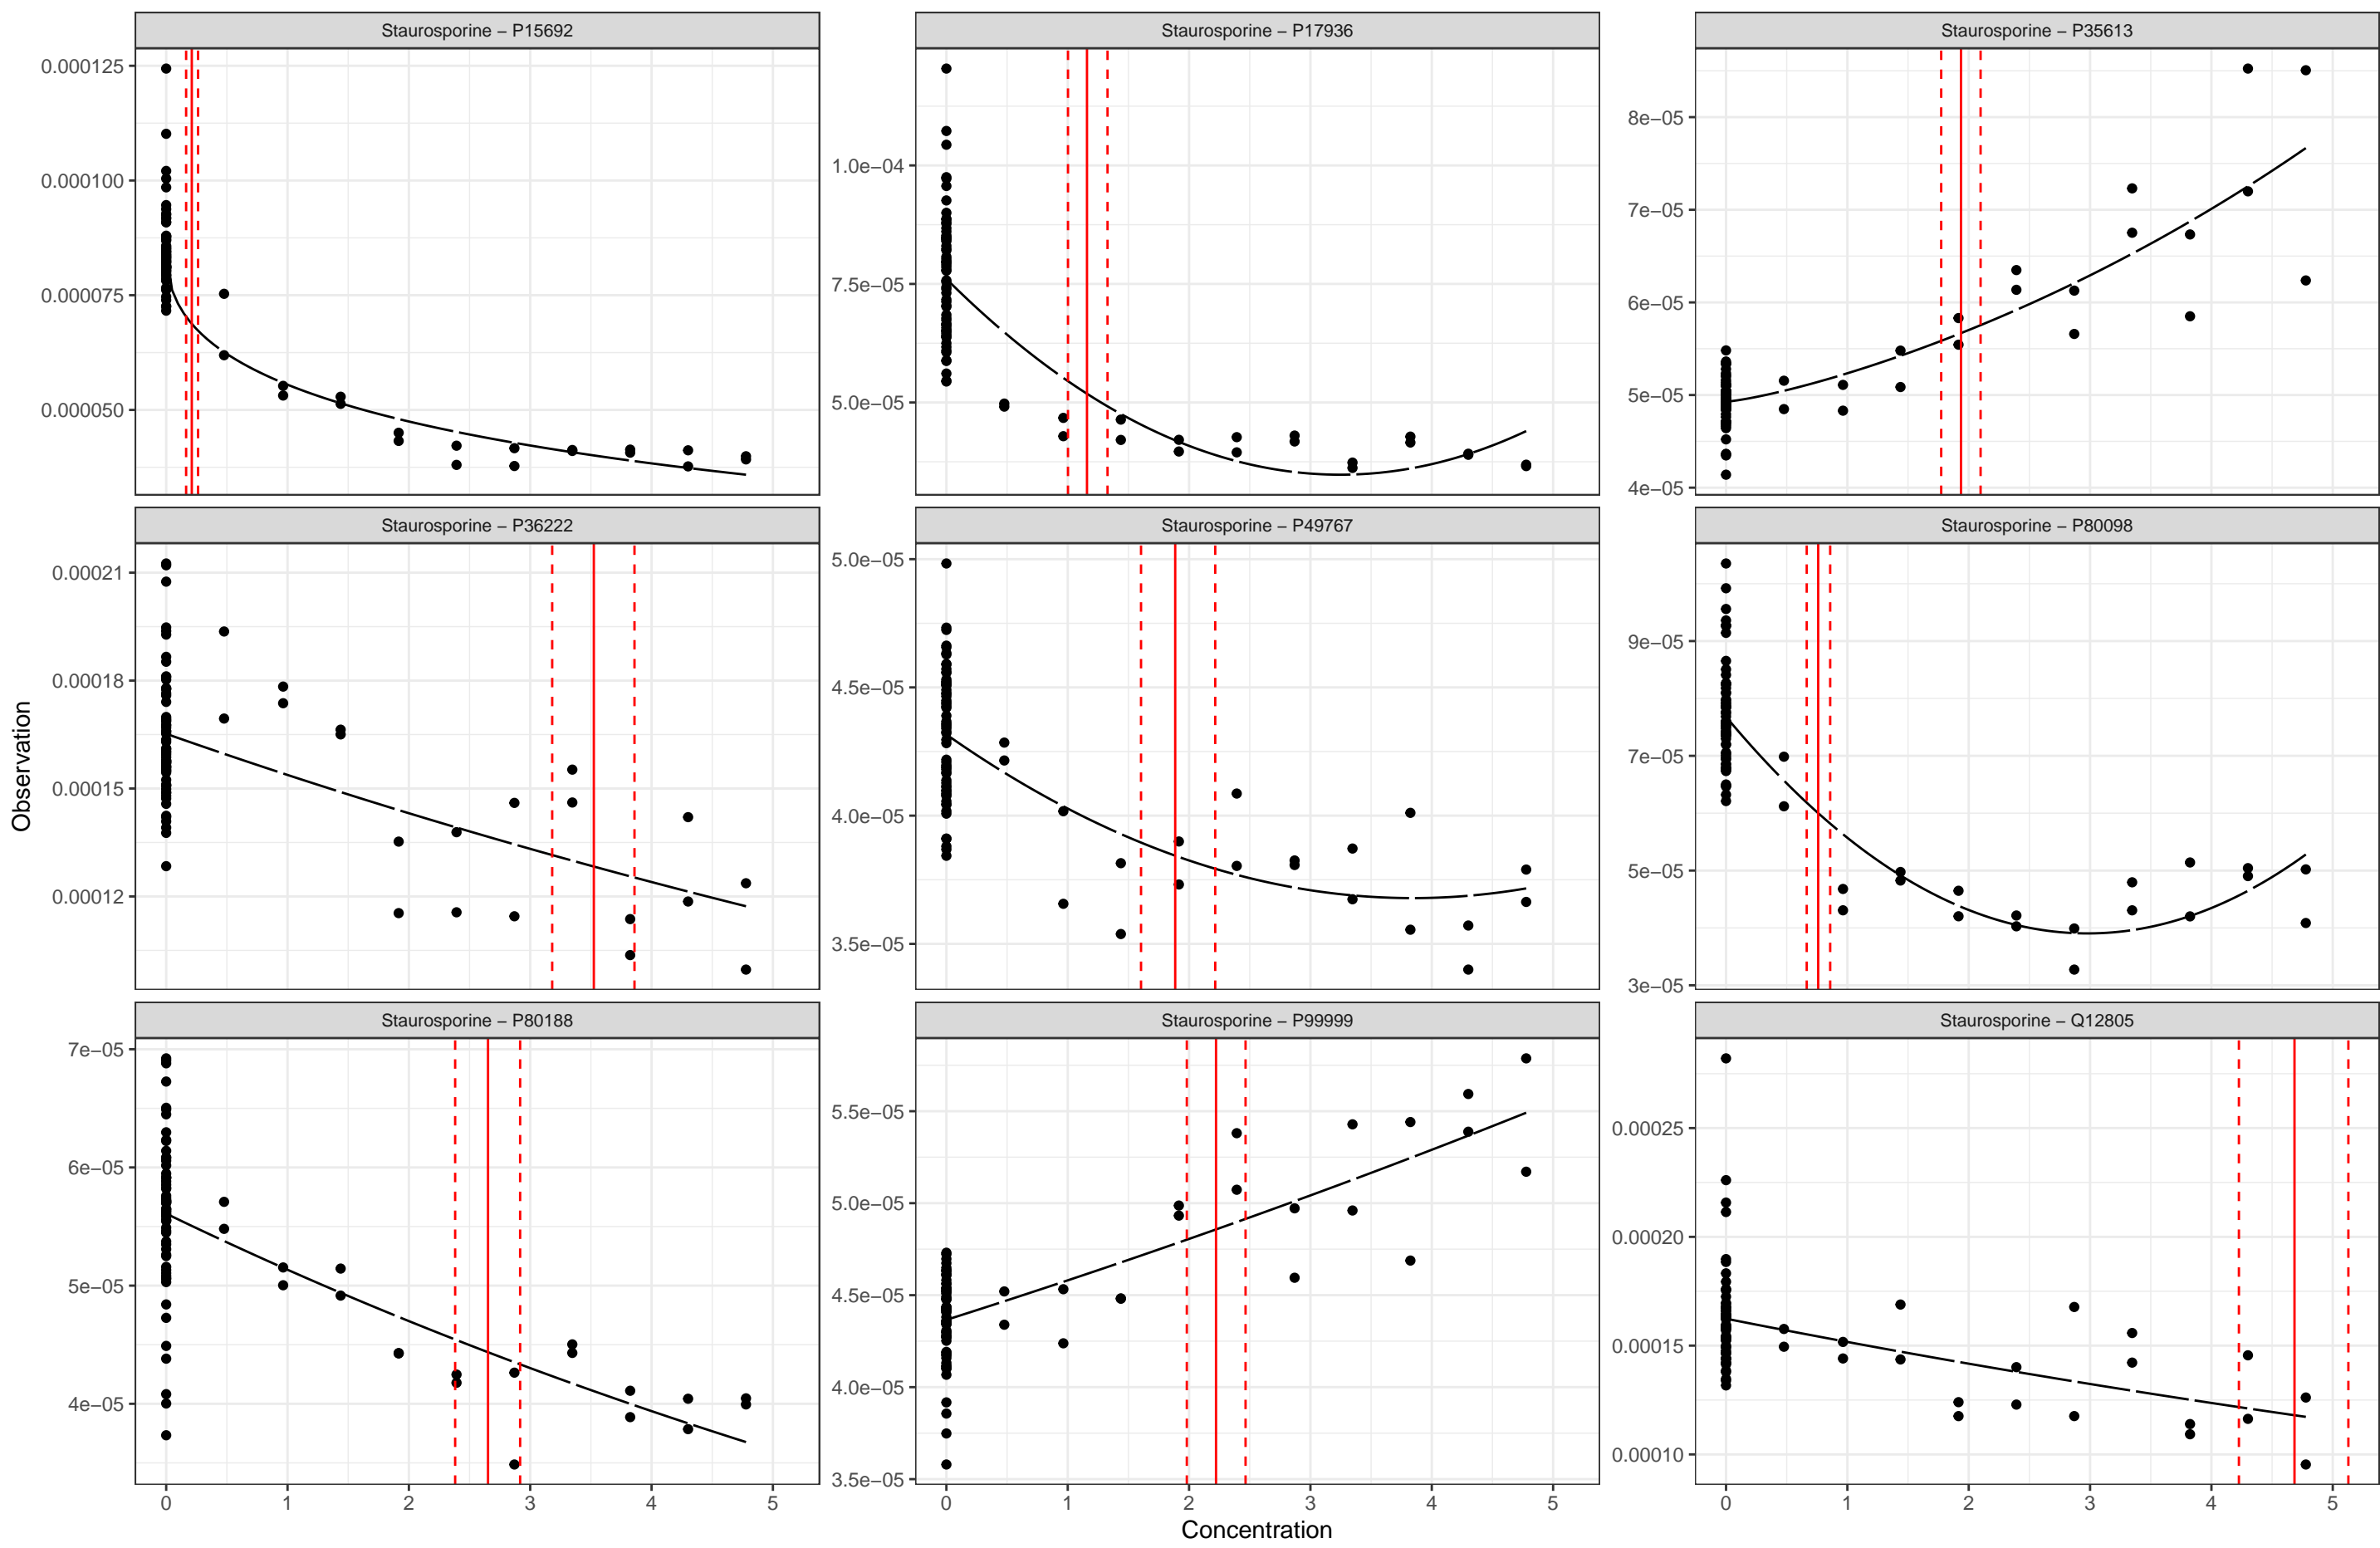 Staurosporine − P15692
Staurosporine − P17936
Staurosporine − P35613
0.000125
0.000100
0.000075
0.000050
1.0e−04
7.5e−05
5.0e−05
8e−05
7e−05
6e−05
5e−05
4e−05
Staurosporine − P36222
Staurosporine − P49767
Staurosporine − P80098
0.00021
0.00018
0.00015
0.00012
5.0e−05
4.5e−05
4.0e−05
3.5e−05
9e−05
7e−05
5e−05
3e−05
Staurosporine − P80188
Staurosporine − P99999
Staurosporine − Q12805
7e−05
6e−05
5e−05
4e−05
5.5e−05
5.0e−05
4.5e−05
4.0e−05
3.5e−05
0.00025
0.00020
0.00015
0.00010
0 1 2 3 4 5
0 1 2 3 4 5
0 1 2 3 4 5
Concentration
Observation